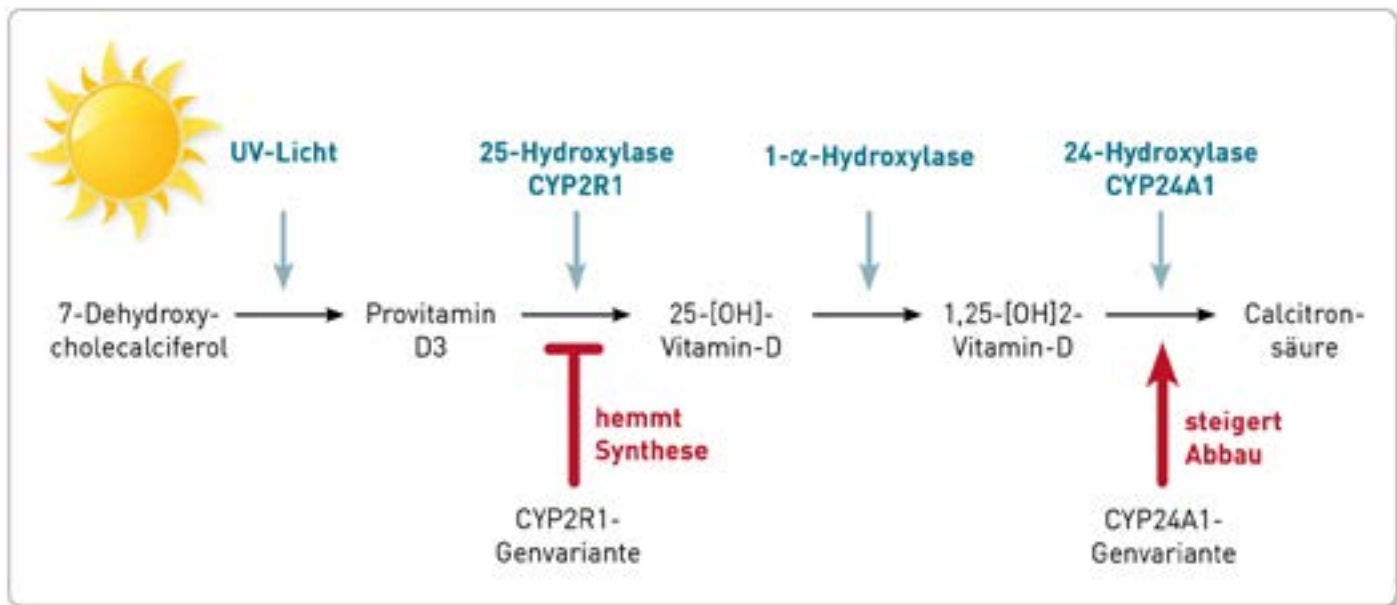 UV-Licht
25-Hydroxylase
CYP2R1
1-α-Hydroxylase
24-Hydroxylase
CYP24A1
7-Dehydroxy-
cholecalciferol
Provitamin
D3
25-[OH]-
Vitamin-D
1,25-[OH]2-
Vitamin-D
Calcitron-
säure
hemmt
Synthese
steigert
Abbau
CYP2R1-
Genvariante
CYP24A1-
Genvariante